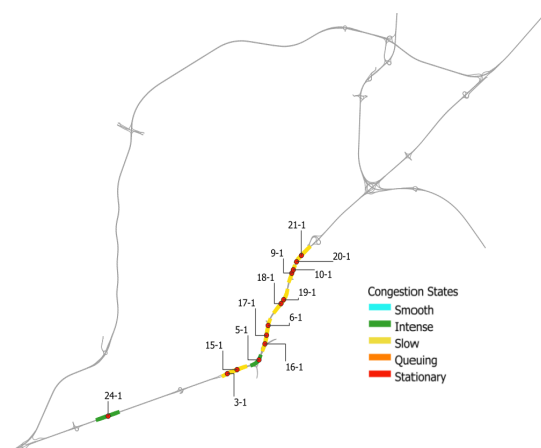 21-1
9-1
20-1
10-1
18-1
19-1
17-1
6-1
5-1
15-1
16-1
3-1
24-1
Congestion States
Smooth
Intense
Slow
Queuing
Stationary